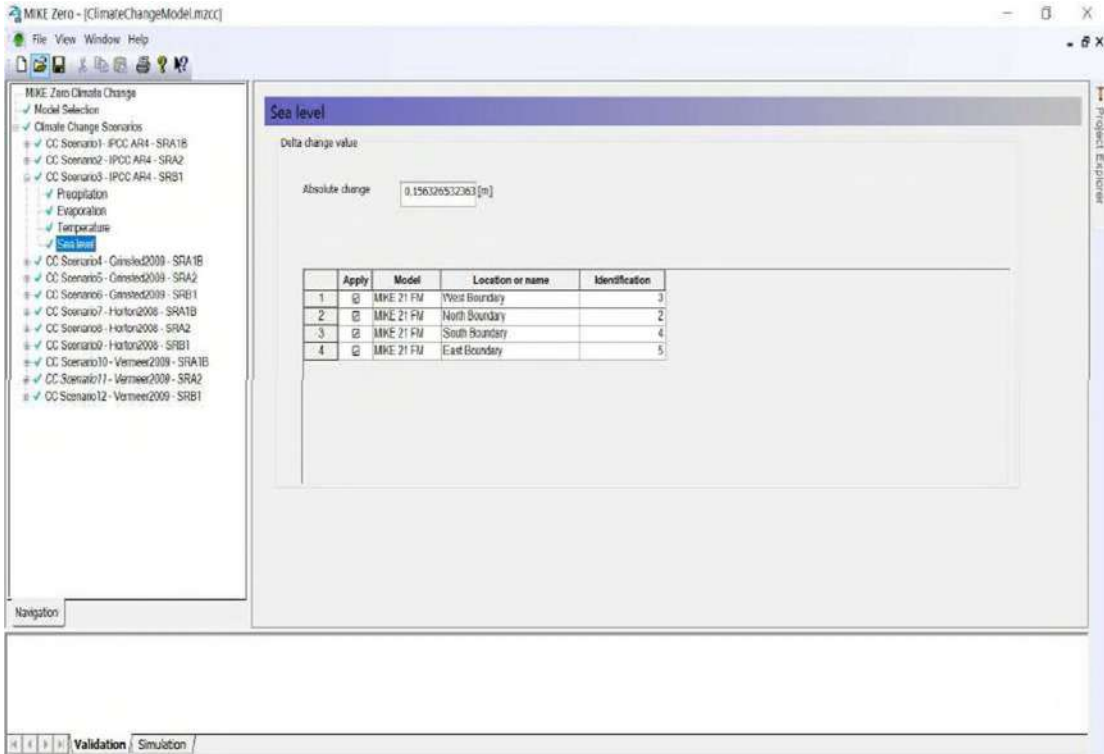 MIKE Zero - [ClimateChangeModel.mzcc]
File View Window Help
MIKE Zero Climate Change
Model Selection
Climate Change Scenarios
CC Scenario1 - IPCC AR4 - SRA1B
CC Scenario2 - IPCC AR4 - SRA2
CC Scenario3 - IPCC AR4 - SRB1
Precipitation
Evaporation
Temperature
Sea level
CC Scenario4 - Grinsted2009 - SRA1B
CC Scenario5 - Grinsted2009 - SRA2
CC Scenario6 - Grinsted2009 - SRB1
CC Scenario7 - Horton2008 - SRA1B
CC Scenario8 - Horton2008 - SRA2
CC Scenario9 - Horton2008 - SRB1
CC Scenario10 - Vermeer2009 - SRA1B
CC Scenario11 - Vermeer2009 - SRA2
CC Scenario12 - Vermeer2009 - SRB1
Navigation
Sea level
Delta change value
Absolute change 0.156326532363 [m]
Apply Model Location or name Identification
1 MIKE 21 FM West Boundary 3
2 MIKE 21 FM North Boundary 2
3 MIKE 21 FM South Boundary 4
4 MIKE 21 FM East Boundary 5
Project Explorer
Validation Simulation